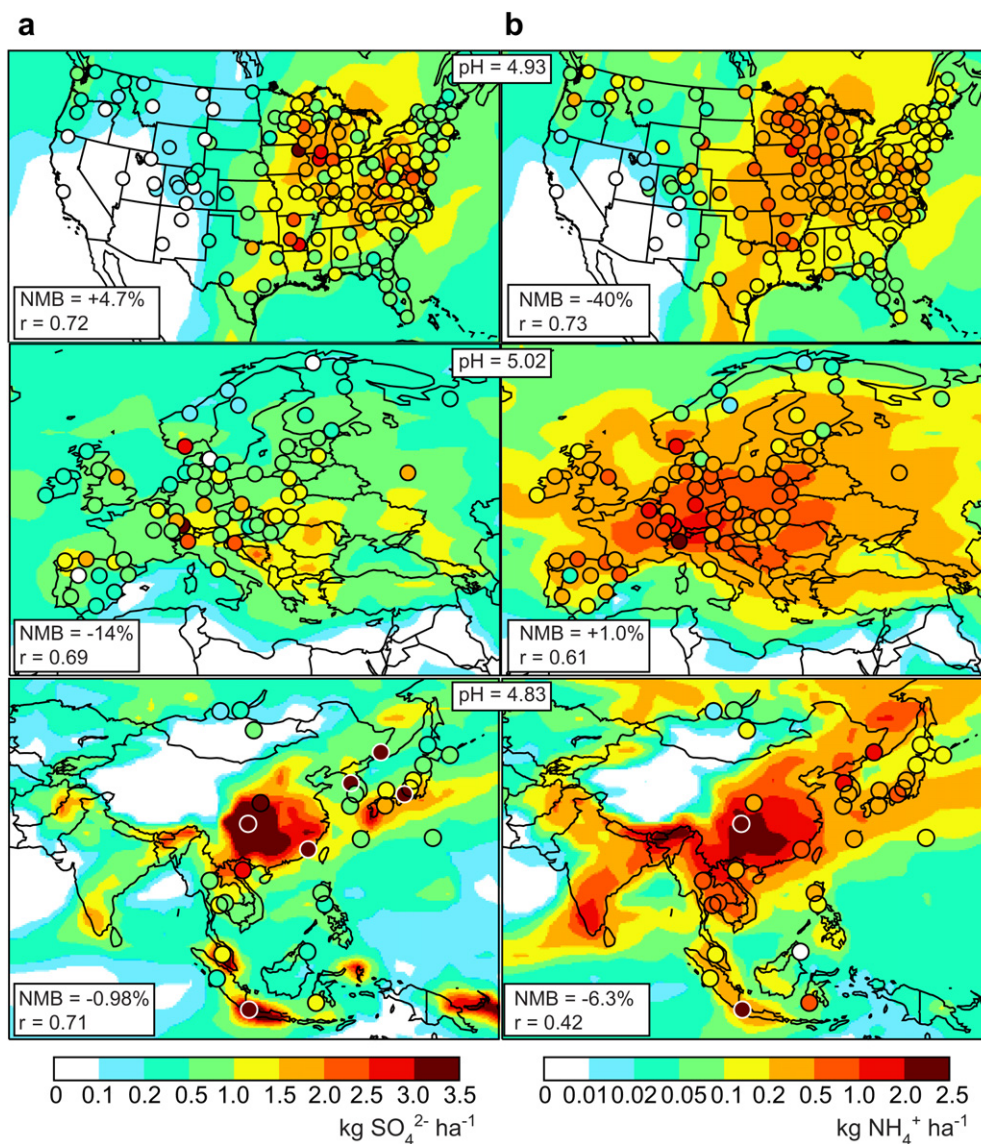 a b
pH = 4.93
NMB = +4.7%
r = 0.72
NMB = -40%
r = 0.73
pH = 5.02
NMB = -14%
r = 0.69
NMB = +1.0%
r = 0.61
pH = 4.83
NMB = -0.98%
r = 0.71
NMB = -6.3%
r = 0.42
0 0.1 0.2 0.5 1.0 1.5 2.0 2.5 3.0 3.5
0 0.01 0.02 0.05 0.2 0.5 1.0 2.0 2.5
kg SO₄²⁻ ha⁻¹
kg NH₄⁺ ha⁻¹